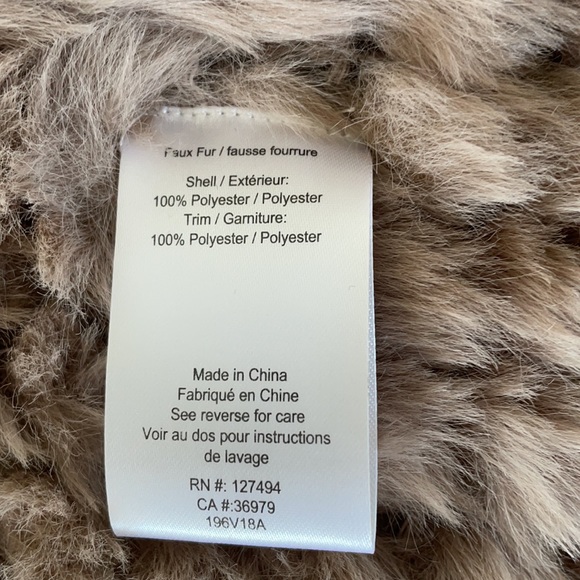 Faux Fur / fausse fourrure
Shell / Extérieur:
100% Polyester / Polyester
Trim / Garniture:
100% Polyester / Polyester
Made in China
Fabriqué en Chine
See reverse for care
Voir au dos pour instructions
de lavage
RN #: 127494
CA #:36979
196V18A